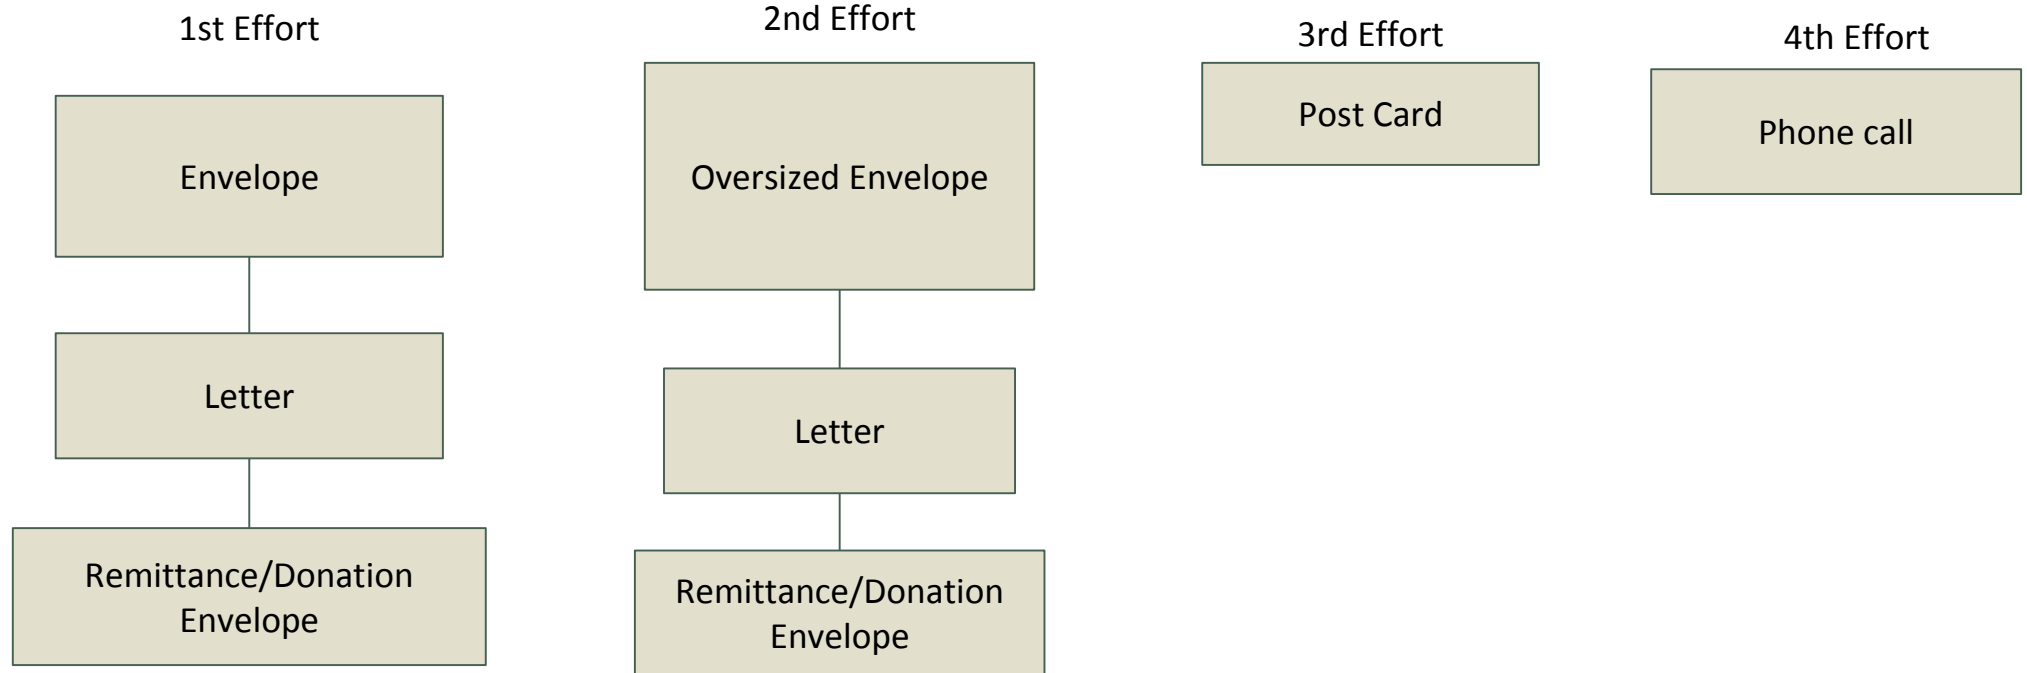 1st Effort
Envelope
Letter
Remittance/Donation
Envelope
2nd Effort
Oversized Envelope
Letter
Remittance/Donation
Envelope
3rd Effort
Post Card
4th Effort
Phone call